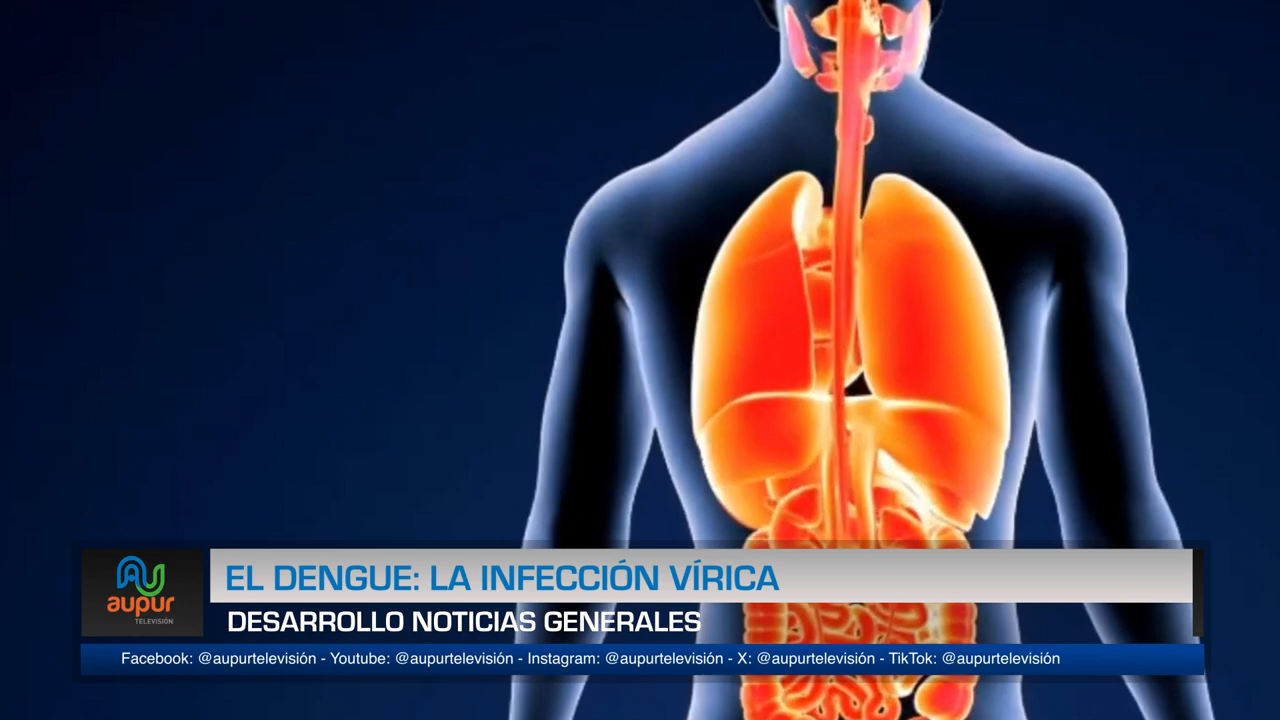 EL DENGUE: LA INFECCIÓN VÍRICA
aupur
TELEVISIÓN
DESARROLLO NOTICIAS GENERALES
Facebook: @aupurtelevisión - Youtube: @aupurtelevisión - Instagram: @aupurtelevisión - X: @aupurtelevisión - TikTok: @aupurtelevisión